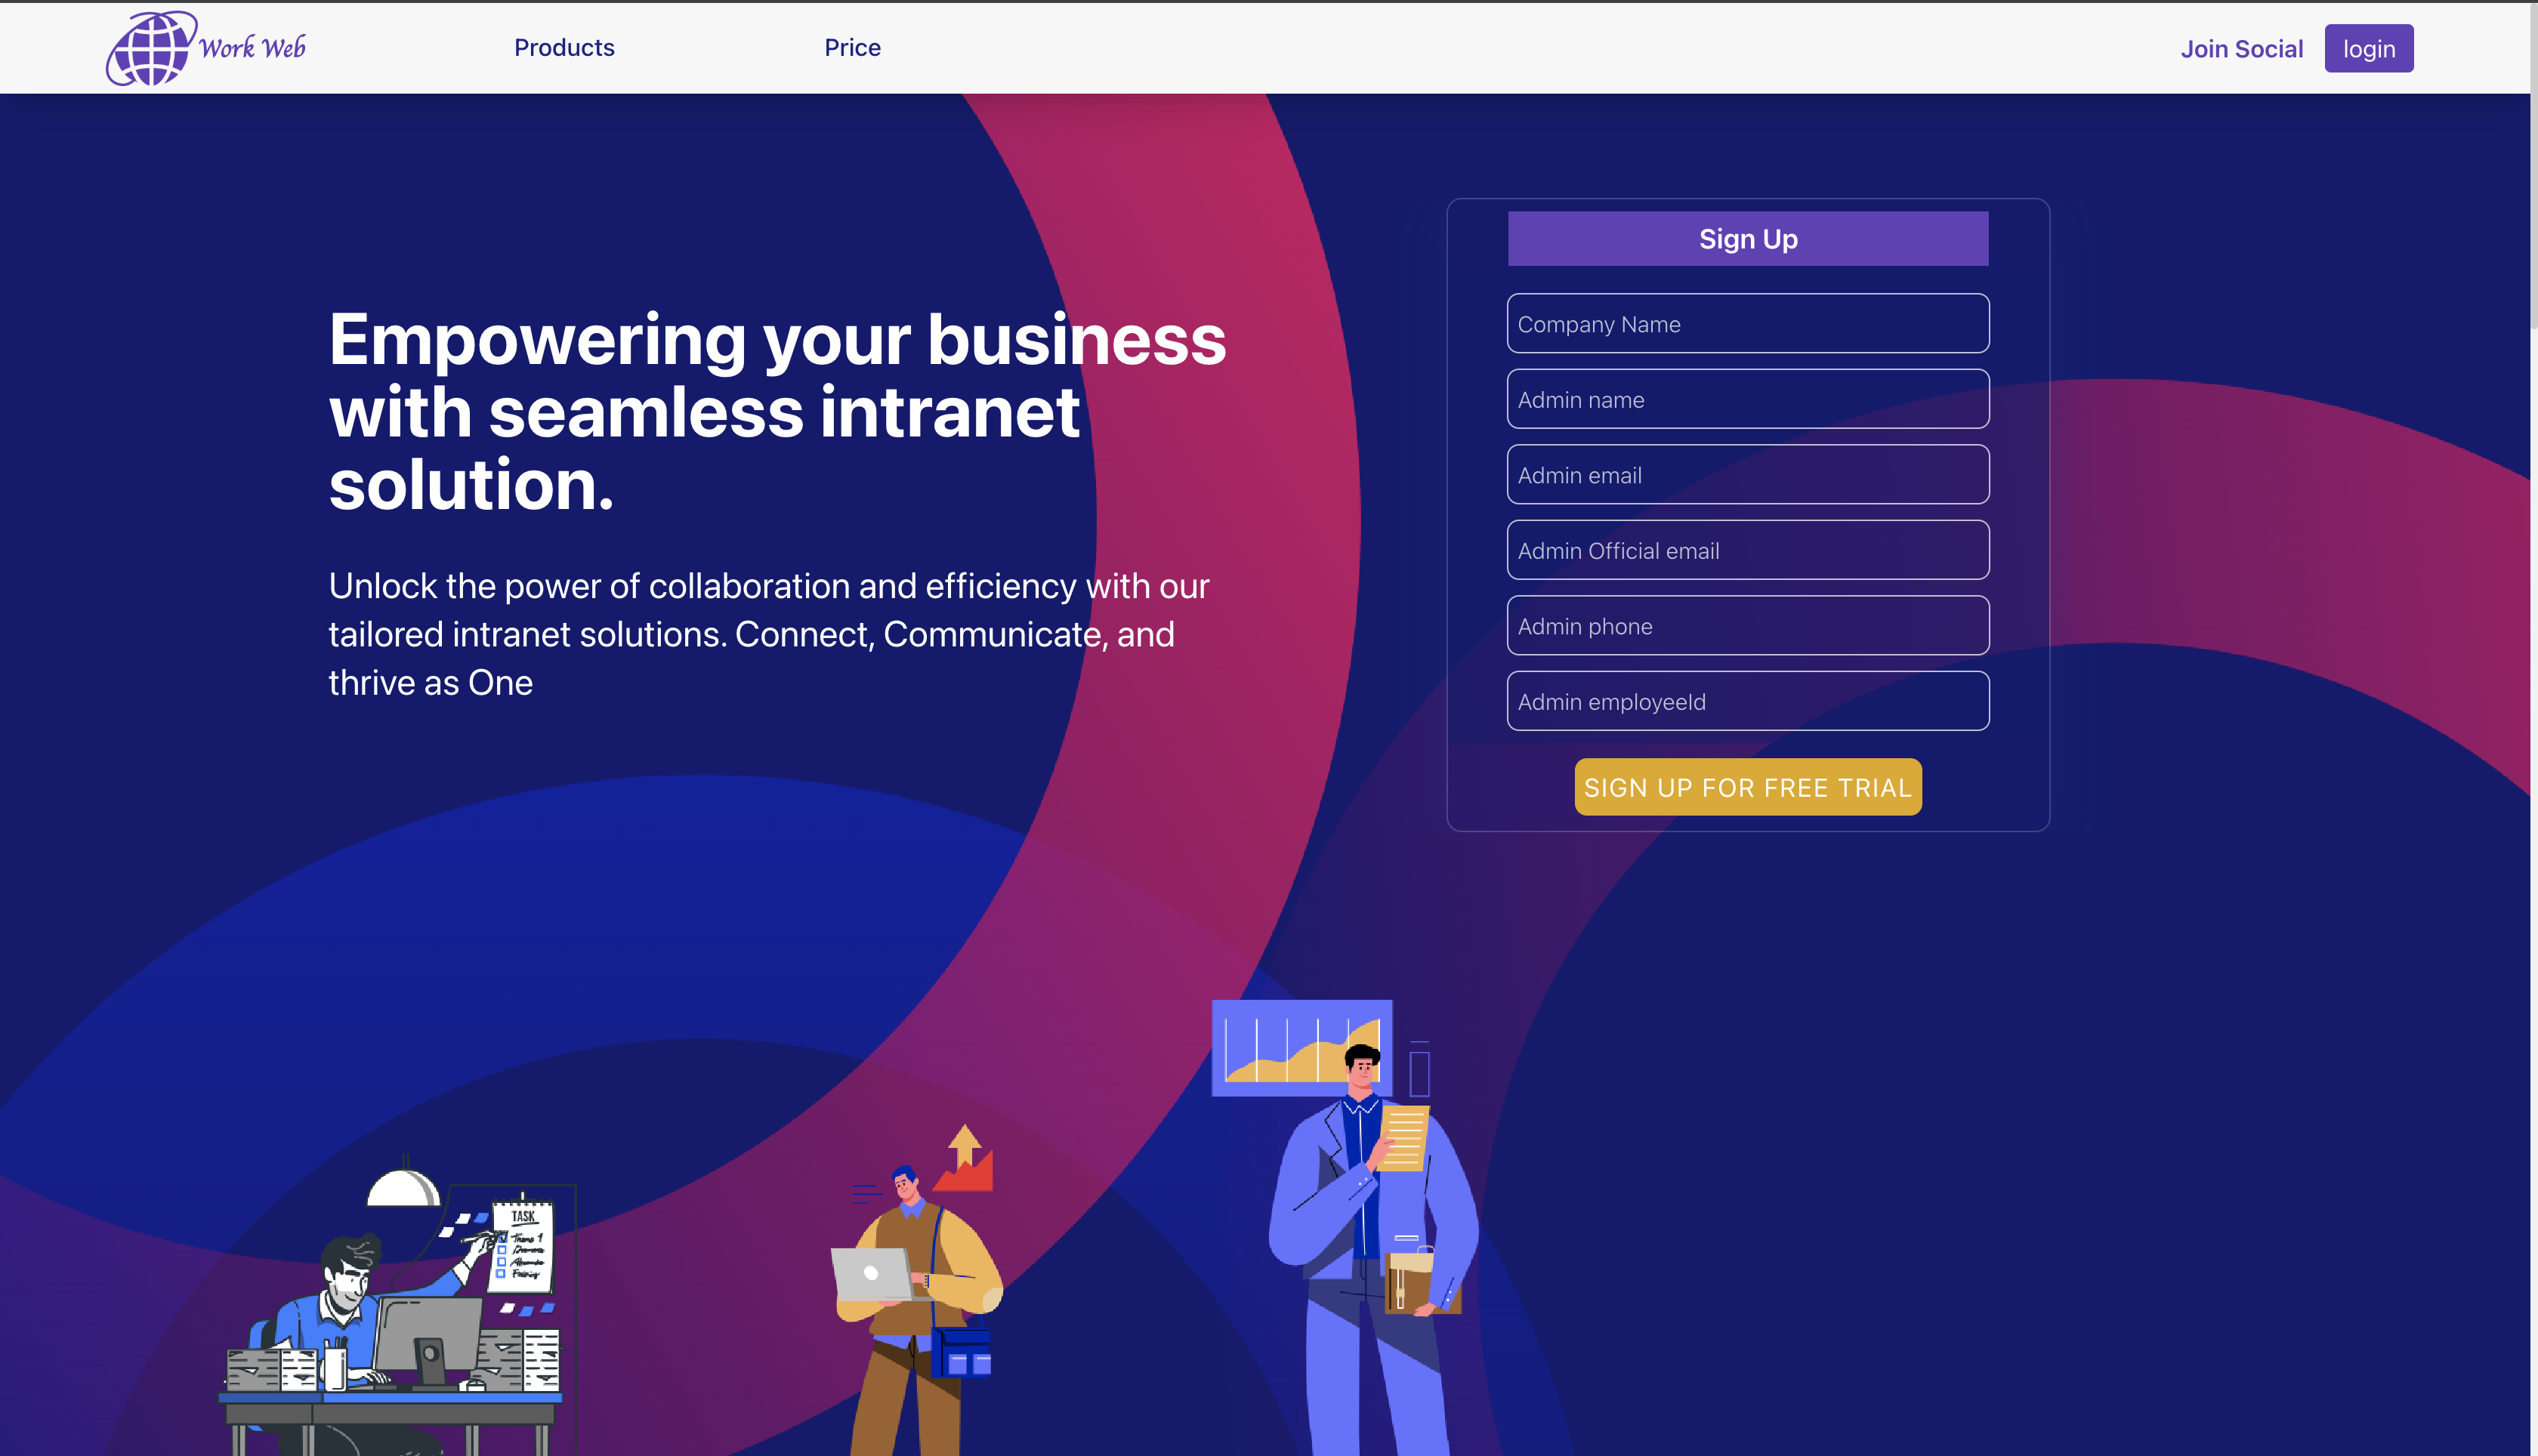 Work Web
Products
Price
Join Social
login
Empowering your business
with seamless intranet
solution.
Unlock the power of collaboration and efficiency with our
tailored intranet solutions. Connect, Communicate, and
thrive as One
Sign Up
Company Name
Admin name
Admin email
Admin Official email
Admin phone
Admin employeeId
SIGN UP FOR FREE TRIAL
TASK